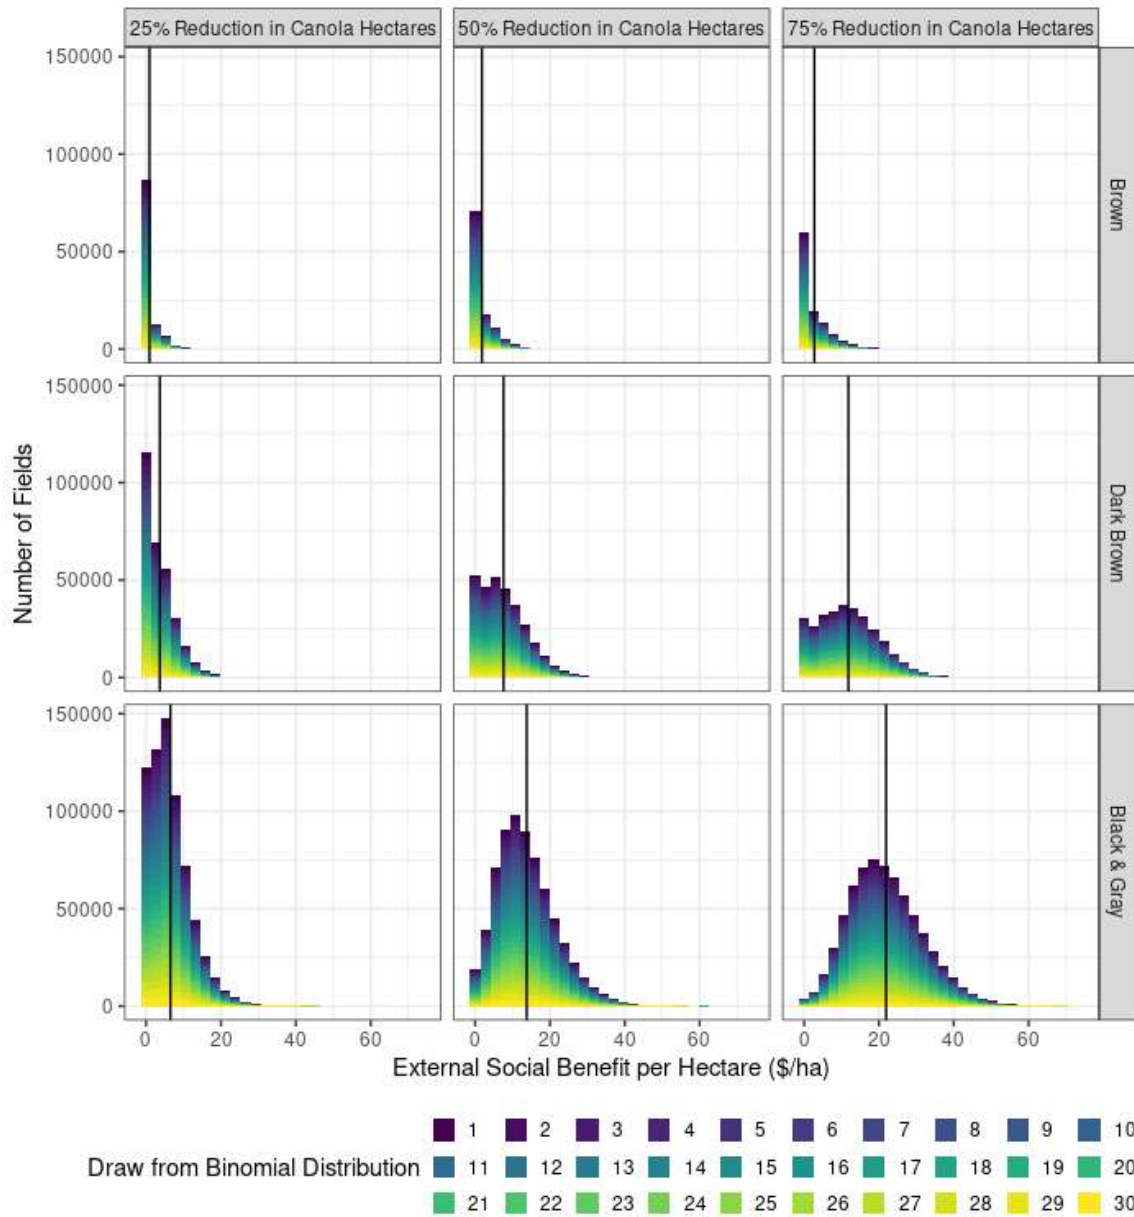 25% Reduction in Canola Hectares 50% Reduction in Canola Hectares 75% Reduction in Canola Hectares
150000
100000
50000
0
Brown
150000
100000
50000
0
Dark Brown
150000
100000
50000
0
Black & Gray
Number of Fields
0 20 40 60 0 20 40 60 0 20 40 60
External Social Benefit per Hectare ($/ha)
1 2 3 4 5 6 7 8 9 10
Draw from Binomial Distribution 11 12 13 14 15 16 17 18 19 20
21 22 23 24 25 26 27 28 29 30